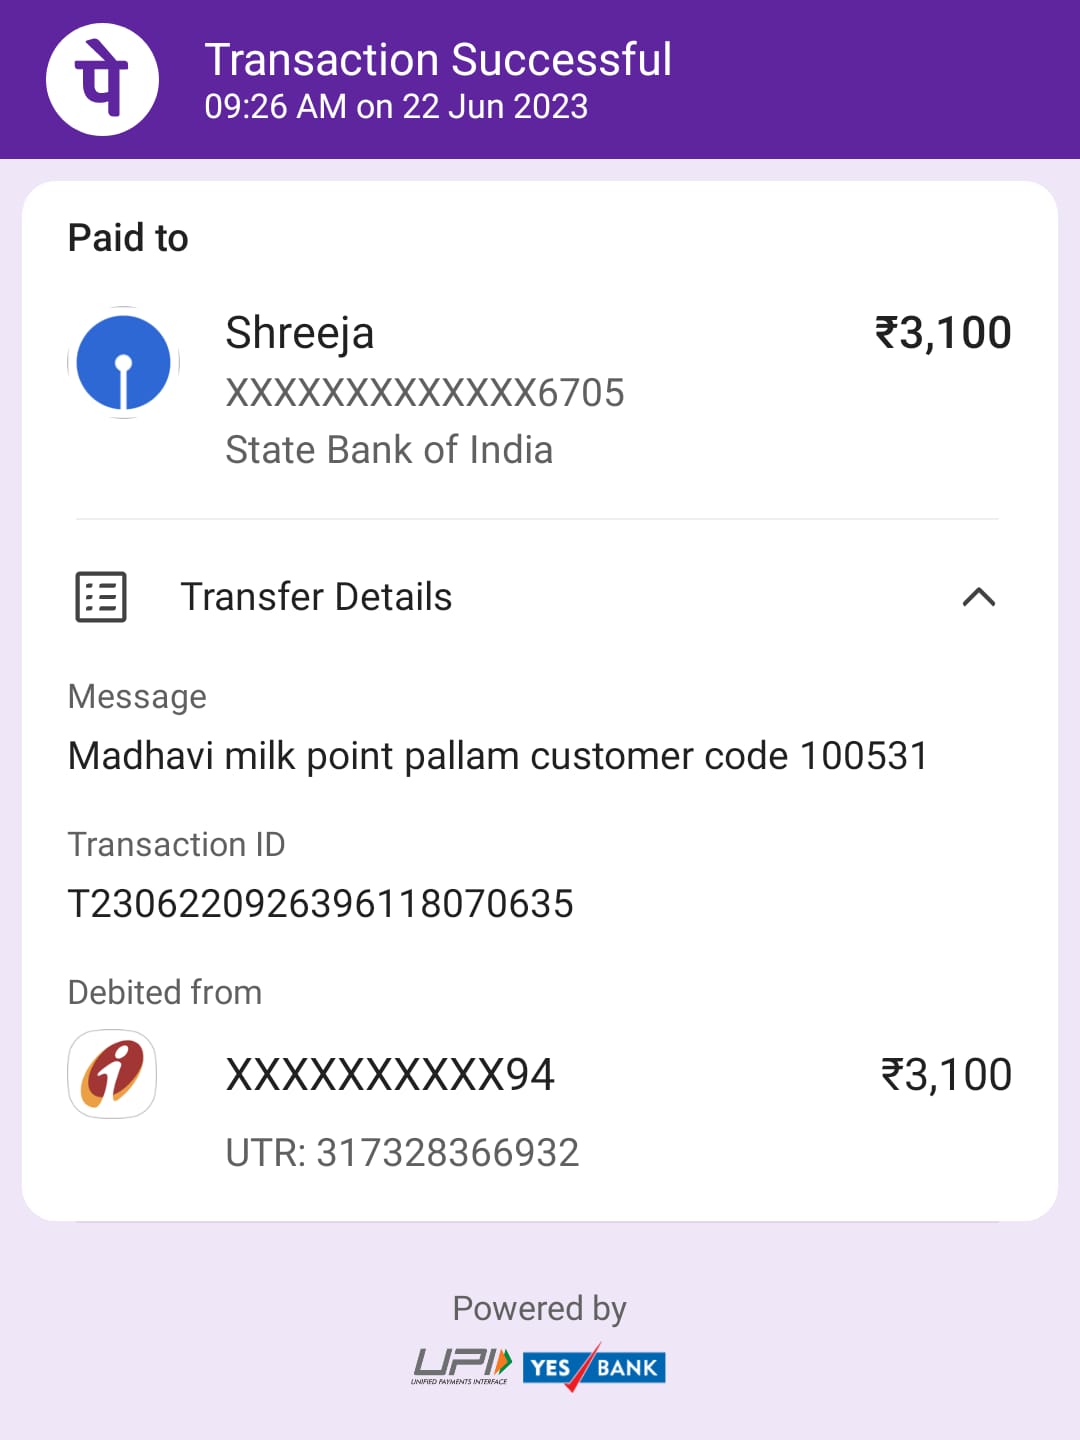 पे
Transaction Successful
09:26 AM on 22 Jun 2023
Paid to
Shreeja
₹3,100
XXXXXXXXXXXXX6705
State Bank of India
Transfer Details
Message
Madhavi milk point pallam customer code 100531
Transaction ID
T2306220926396118070635
Debited from
XXXXXXXXXX94
₹3,100
UTR: 317328366932
Powered by
UPI
UNIFIED PAYMENTS INTERFACE
YES BANK